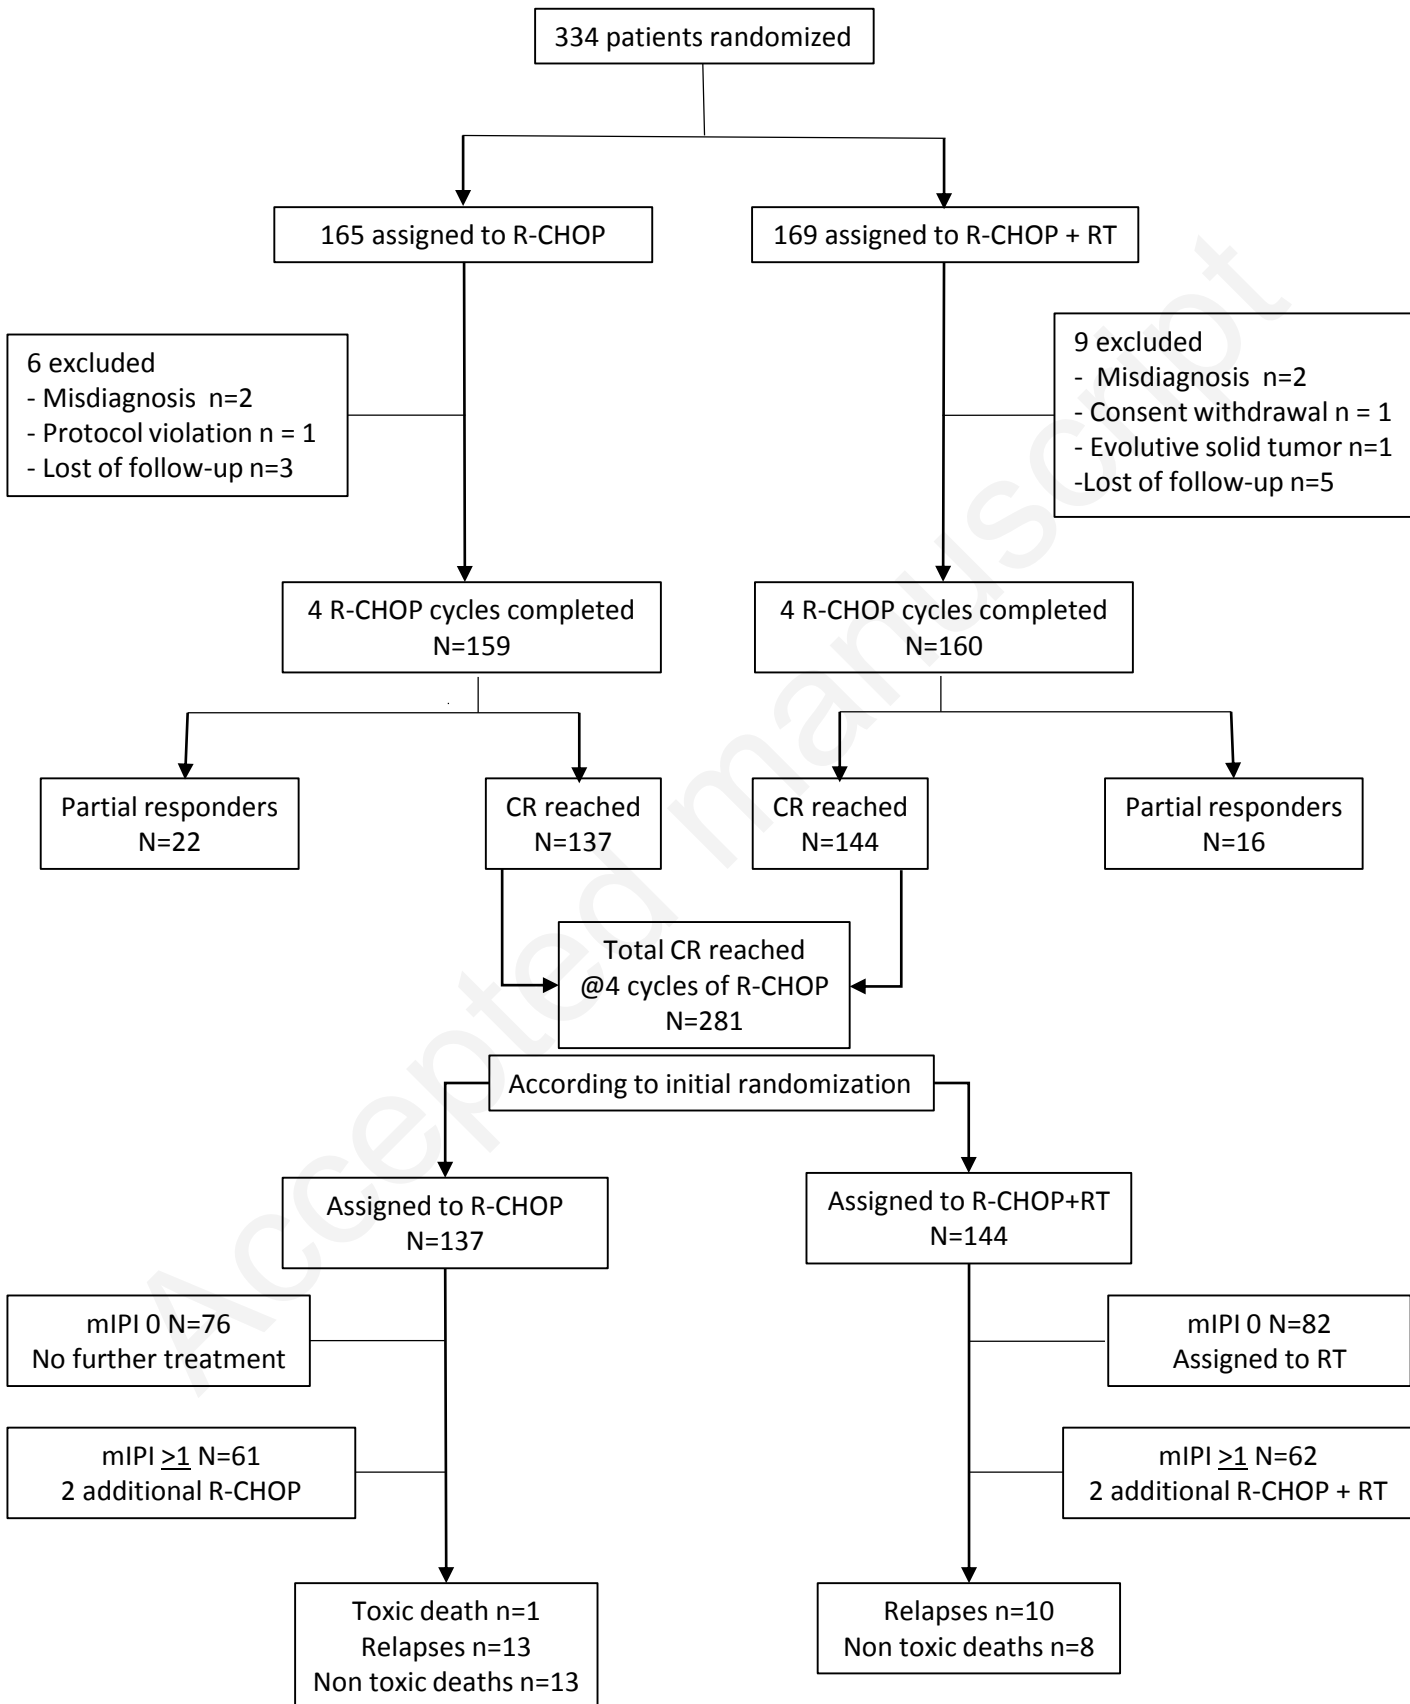 334 patients randomized
165 assigned to R-CHOP
169 assigned to R-CHOP + RT
6 excluded
- Misdiagnosis n=2
- Protocol violation n = 1
- Lost of follow-up n=3
9 excluded
- Misdiagnosis n=2
- Consent withdrawal n = 1
- Evolutive solid tumor n=1
-Lost of follow-up n=5
4 R-CHOP cycles completed
N=159
4 R-CHOP cycles completed
N=160
Partial responders
N=22
CR reached
N=137
CR reached
N=144
Partial responders
N=16
Total CR reached
@4 cycles of R-CHOP
N=281
According to initial randomization
Assigned to R-CHOP
N=137
Assigned to R-CHOP+RT
N=144
mIPI 0 N=76
No further treatment
mIPI 0 N=82
Assigned to RT
mIPI >1 N=61
2 additional R-CHOP
mIPI >1 N=62
2 additional R-CHOP + RT
Toxic death n=1
Relapses n=13
Non toxic deaths n=13
Relapses n=10
Non toxic deaths n=8
Accepted manuscript